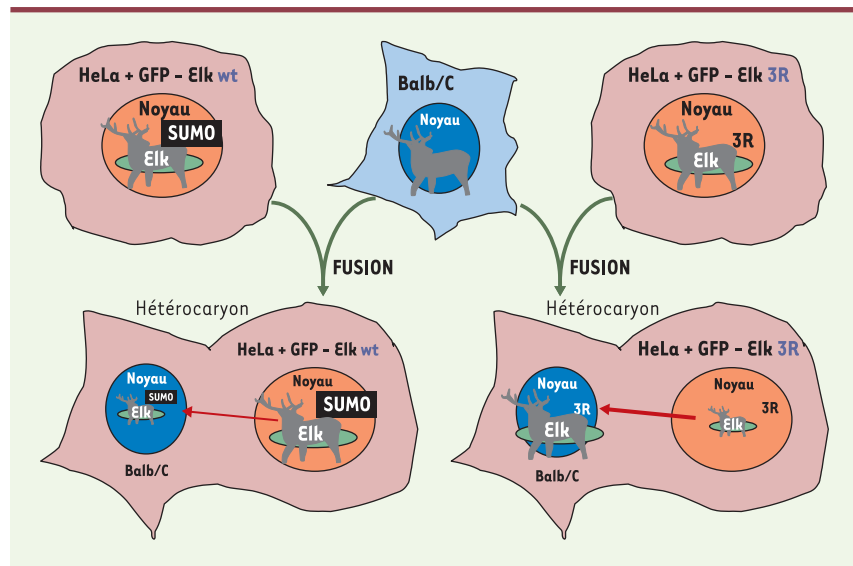 HeLa + GFP – Elk wt
Noyau
SUMO
Elk
Balb/C
Noyau
HeLa + GFP – Elk 3R
Noyau
3R
Elk
FUSION
FUSION
Hétérocaryon
HeLa + GFP – Elk wt
Noyau
SUMO
Elk
Noyau
SUMO
Elk
Balb/C
Hétérocaryon
HeLa + GFP – Elk 3R
Noyau
3R
Elk
Noyau
3R
Elk
Balb/C